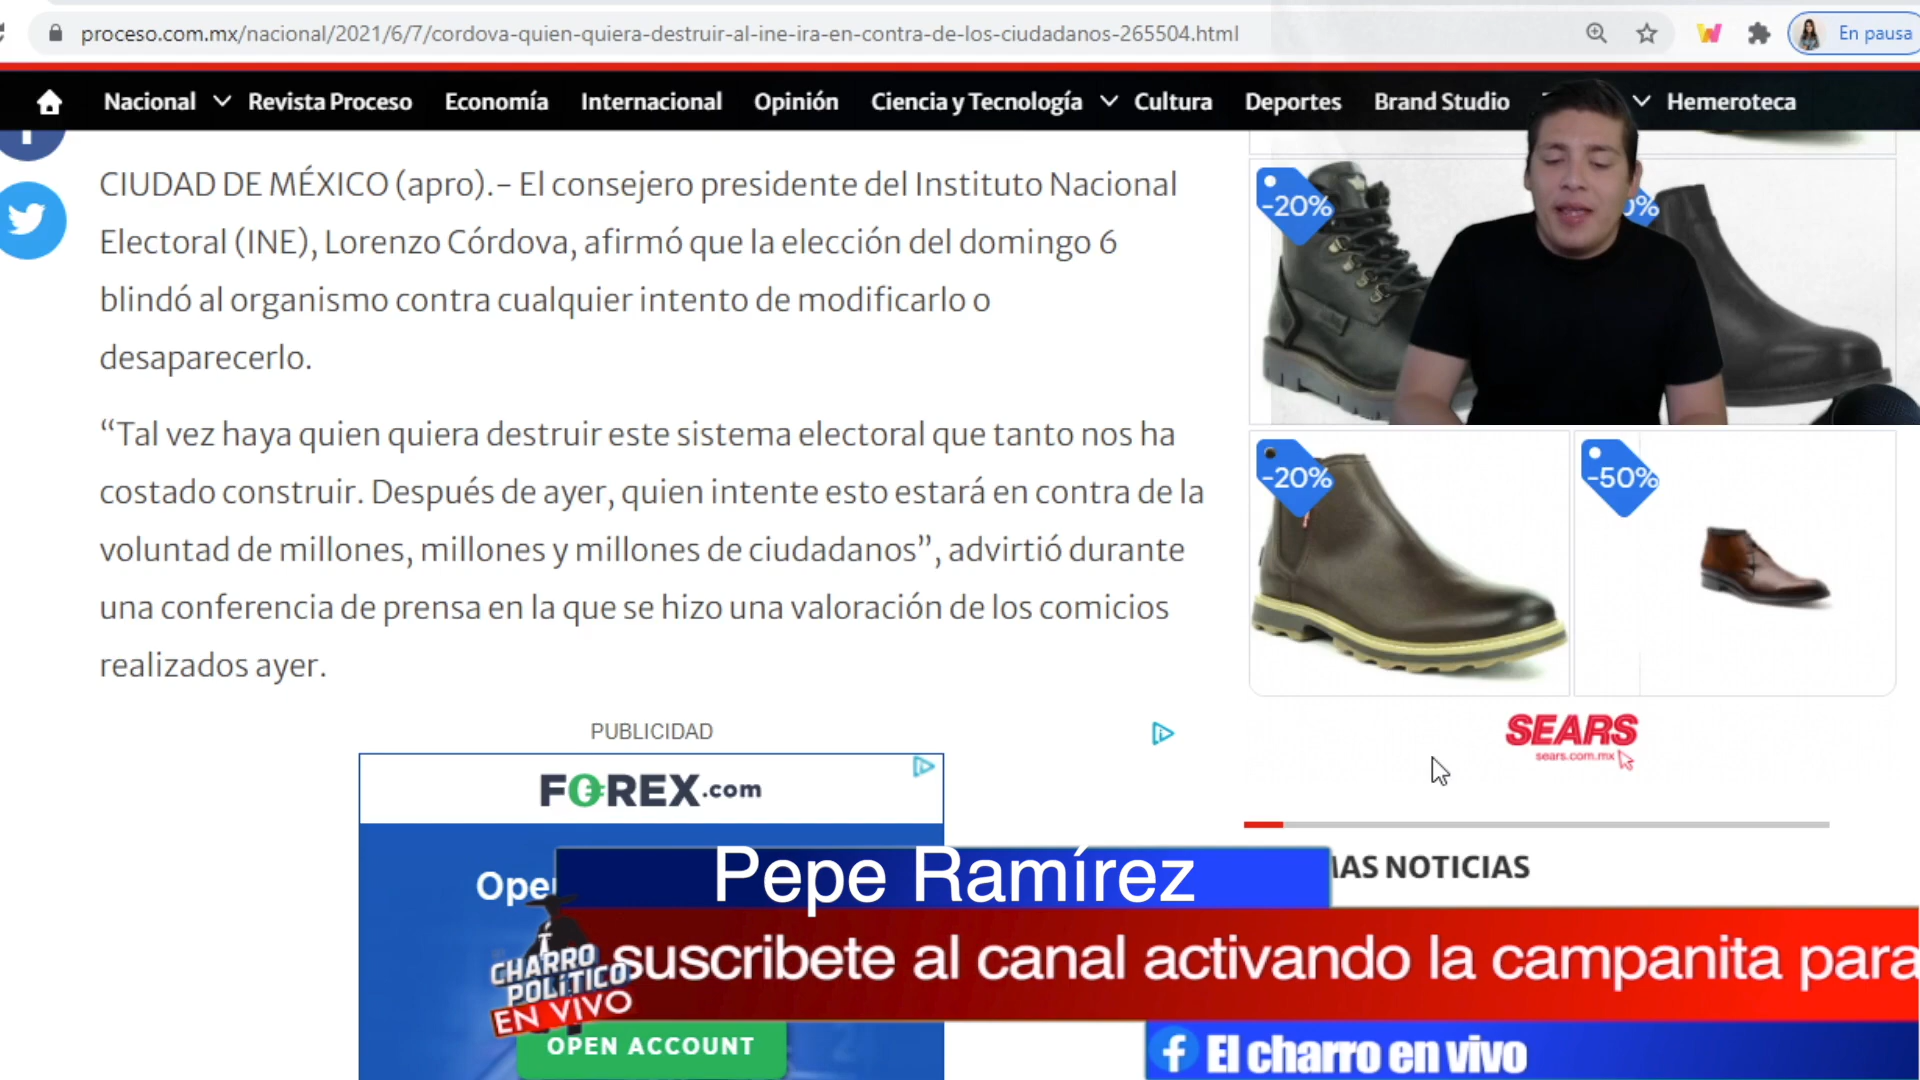 proceso.com.mx/nacional/2021/6/7/cordova-quien-quiera-destruir-al-ine-ira-en-contra-de-los-ciudadanos-265504.html
En pausa
Nacional Revista Proceso Economía Internacional Opinión Ciencia y Tecnología Cultura Deportes Brand Studio Hemeroteca
CIUDAD DE MÉXICO (apro).– El consejero presidente del Instituto Nacional
Electoral (INE), Lorenzo Córdova, afirmó que la elección del domingo 6
blindó al organismo contra cualquier intento de modificarlo o
desaparecerlo.
“Tal vez haya quien quiera destruir este sistema electoral que tanto nos ha
costado construir. Después de ayer, quien intente esto estará en contra de la
voluntad de millones, millones y millones de ciudadanos”, advirtió durante
una conferencia de prensa en la que se hizo una valoración de los comicios
realizados ayer.
-20%
-20%
-50%
SEARS
sears.com.mx
PUBLICIDAD
FOREX.com
NOTICIAS
Pepe Ramírez
suscribete al canal activando la campanita para
CHARRO
POLÍTICO
EN VIVO
OPEN ACCOUNT
El charro en vivo